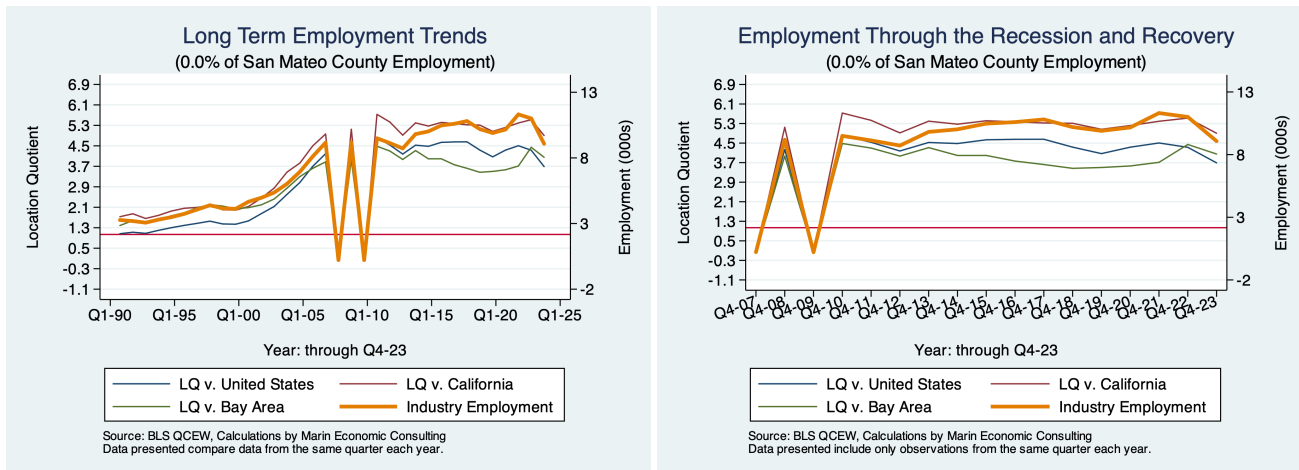 Long Term Employment Trends
(0.0% of San Mateo County Employment)
Location Quotient
6.9
6.1
5.3
4.5
3.7
2.9
2.1
1.3
0.5
-0.3
-1.1
13
8
3
-2
Employment (000s)
Q1-90 Q1-95 Q1-00 Q1-05 Q1-10 Q1-15 Q1-20 Q1-25
Year: through Q4-23
LQ v. United States LQ v. California
LQ v. Bay Area Industry Employment
Source: BLS QCEW, Calculations by Marin Economic Consulting
Data presented compare data from the same quarter each year.
Employment Through the Recession and Recovery
(0.0% of San Mateo County Employment)
Location Quotient
6.9
6.1
5.3
4.5
3.7
2.9
2.1
1.3
0.5
-0.3
-1.1
13
8
3
-2
Employment (000s)
Q4-07 Q4-08 Q4-09 Q4-10 Q4-11 Q4-12 Q4-13 Q4-14 Q4-15 Q4-16 Q4-17 Q4-18 Q4-19 Q4-20 Q4-21 Q4-22 Q4-23
Year: through Q4-23
LQ v. United States LQ v. California
LQ v. Bay Area Industry Employment
Source: BLS QCEW, Calculations by Marin Economic Consulting
Data presented include only observations from the same quarter each year.